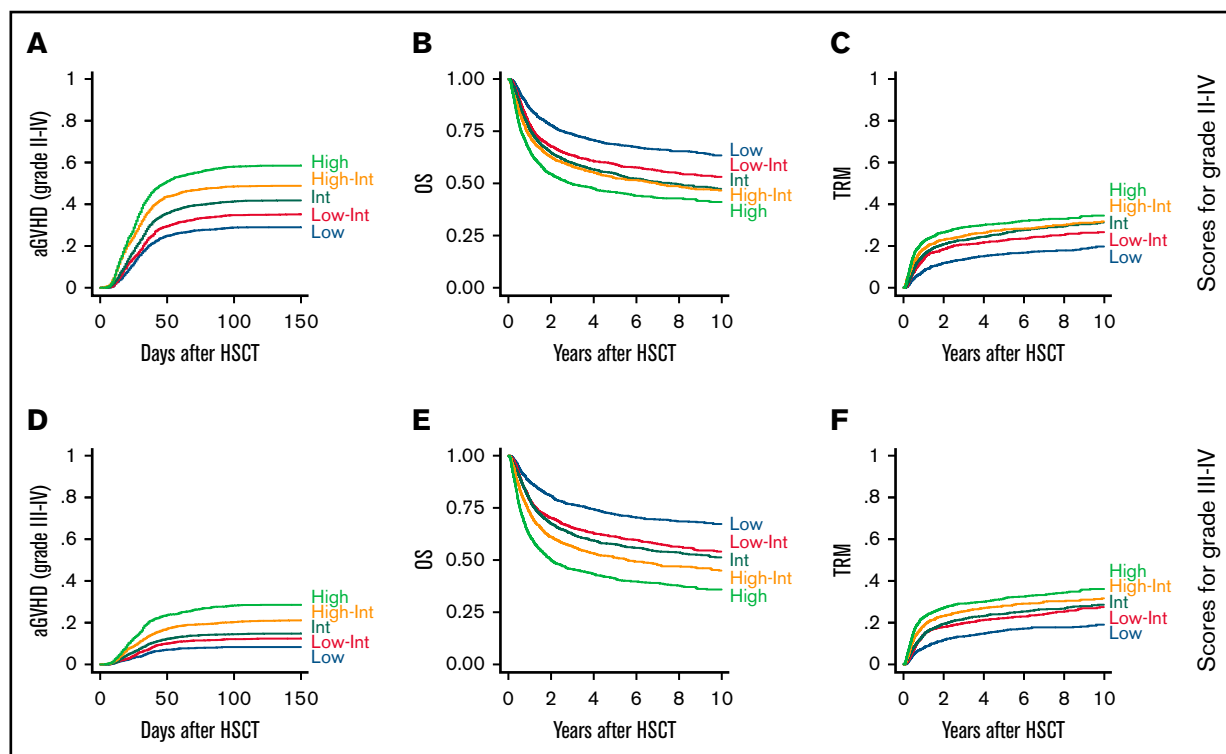 A
aGVHD (grade II-IV)
1
.8
.6
.4
.2
0
High
High-Int
Int
Low-Int
Low
0 50 100 150
Days after HSCT
B
OS
1.00
0.75
0.50
0.25
0.00
Low
Low-Int
Int
High-Int
High
0 2 4 6 8 10
Years after HSCT
C
TRM
1
.8
.6
.4
.2
0
High
High-Int
Int
Low-Int
Low
0 2 4 6 8 10
Years after HSCT
Scores for grade II-IV
D
aGVHD (grade III-IV)
1
.8
.6
.4
.2
0
High
High-Int
Int
Low-Int
Low
0 50 100 150
Days after HSCT
E
OS
1.00
0.75
0.50
0.25
0.00
Low
Low-Int
Int
High-Int
High
0 2 4 6 8 10
Years after HSCT
F
TRM
1
.8
.6
.4
.2
0
High
High-Int
Int
Low-Int
Low
0 2 4 6 8 10
Years after HSCT
Scores for grade III-IV